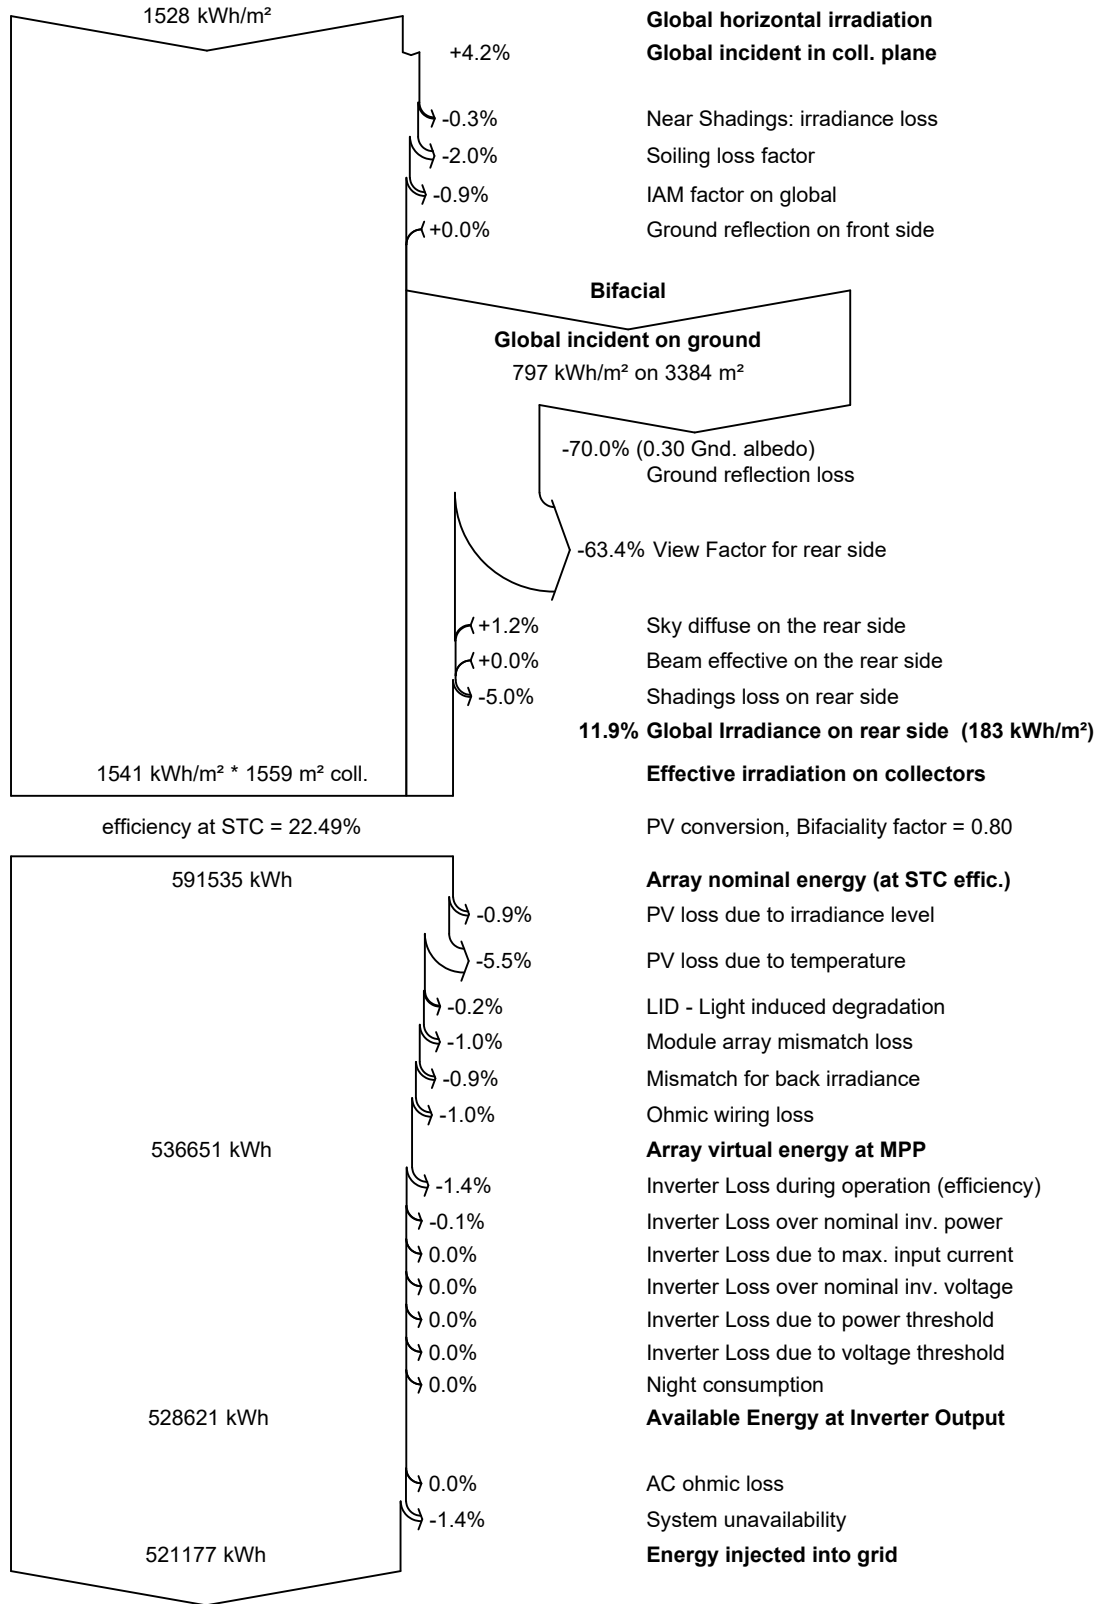 1528 kWh/m² Global horizontal irradiation
+4.2% Global incident in coll. plane
-0.3% Near Shadings: irradiance loss
-2.0% Soiling loss factor
-0.9% IAM factor on global
+0.0% Ground reflection on front side
Bifacial
Global incident on ground
797 kWh/m² on 3384 m²
-70.0% (0.30 Gnd. albedo)
Ground reflection loss
-63.4% View Factor for rear side
+1.2% Sky diffuse on the rear side
+0.0% Beam effective on the rear side
-5.0% Shadings loss on rear side
11.9% Global Irradiance on rear side (183 kWh/m²)
1541 kWh/m² * 1559 m² coll. Effective irradiation on collectors
efficiency at STC = 22.49% PV conversion, Bifaciality factor = 0.80
591535 kWh Array nominal energy (at STC effic.)
-0.9% PV loss due to irradiance level
-5.5% PV loss due to temperature
-0.2% LID - Light induced degradation
-1.0% Module array mismatch loss
-0.9% Mismatch for back irradiance
-1.0% Ohmic wiring loss
536651 kWh Array virtual energy at MPP
-1.4% Inverter Loss during operation (efficiency)
-0.1% Inverter Loss over nominal inv. power
0.0% Inverter Loss due to max. input current
0.0% Inverter Loss over nominal inv. voltage
0.0% Inverter Loss due to power threshold
0.0% Inverter Loss due to voltage threshold
0.0% Night consumption
528621 kWh Available Energy at Inverter Output
0.0% AC ohmic loss
-1.4% System unavailability
521177 kWh Energy injected into grid